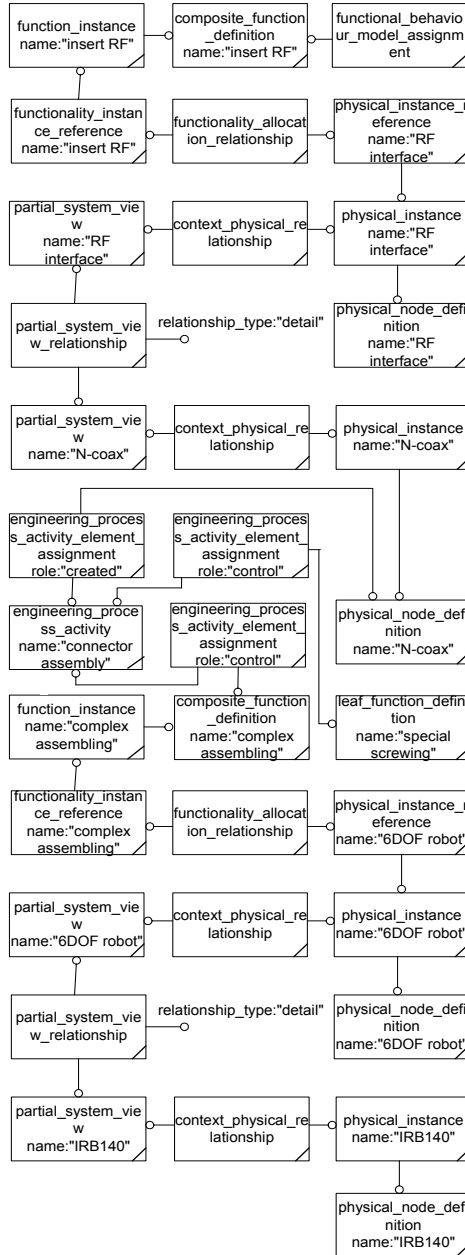 function_instance
name:"insert RF"
composite_function
_definition
name:"insert RF"
functional_behavio
ur_model_assignm
ent
functionality_instan
ce_reference
name:"insert RF"
functionality_allocat
ion_relationship
physical_instance_r
eference
name:"RF
interface"
partial_system_vie
w
name:"RF
interface"
context_physical_re
lationship
physical_instance
name:"RF
interface"
partial_system_vie
w_relationship
relationship_type:"detail"
physical_node_defi
nition
name:"RF
interface"
partial_system_vie
w
name:"N-coax"
context_physical_re
lationship
physical_instance
name:"N-coax"
engineering_proces
s_activity_element_
assignment
role:"created"
engineering_proces
s_activity_element_
assignment
role:"control"
engineering_proce
ss_activity
name:"connector
assembly"
engineering_proces
s_activity_element_
assignment
role:"control"
physical_node_defi
nition
name:"N-coax"
function_instance
name:"complex
assembling"
composite_function
_definition
name:"complex
assembling"
leaf_function_defini
tion
name:"special
screwing"
functionality_instan
ce_reference
name:"complex
assembling"
functionality_allocat
ion_relationship
physical_instance_r
eference
name:"6DOF robot"
partial_system_vie
w
name:"6DOF robot"
context_physical_re
lationship
physical_instance
name:"6DOF robot"
partial_system_vie
w_relationship
relationship_type:"detail"
physical_node_defi
nition
name:"6DOF robot"
partial_system_vie
w
name:"IRB140"
context_physical_re
lationship
physical_instance
name:"IRB140"
physical_node_defi
nition
name:"IRB140"